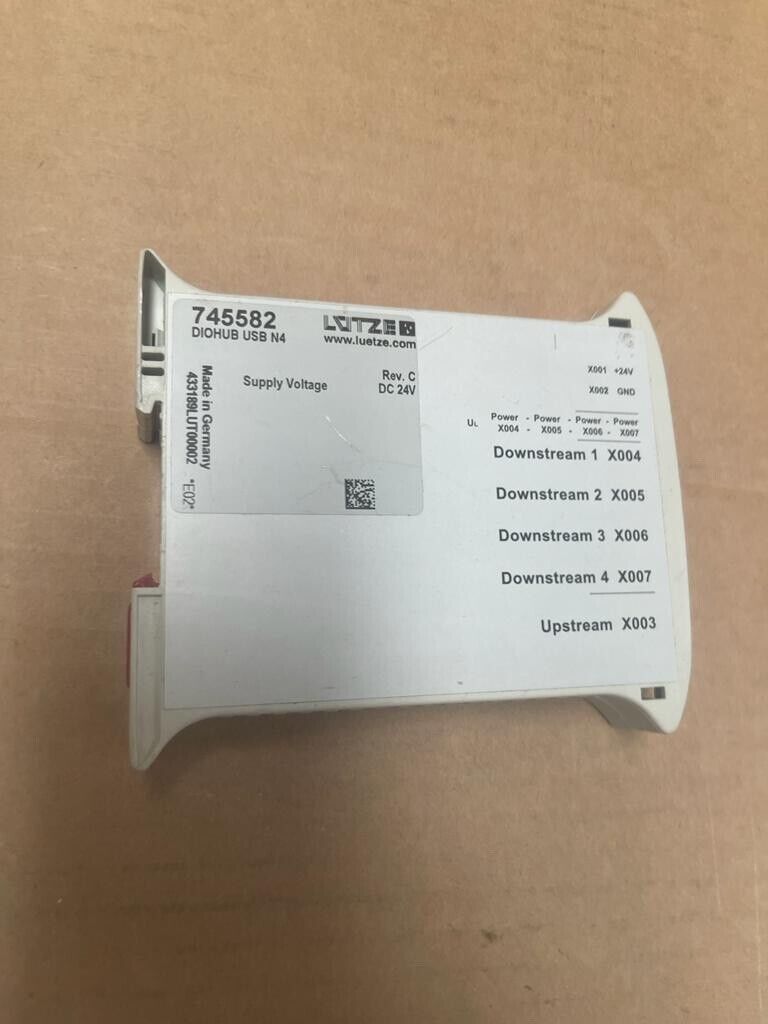 745582
DIOHUB USB N4
LÜTZE
www.luetze.com
Rev. C
Supply Voltage DC 24V
Made in Germany
433189LUT00002 *E02*
X001 +24V
X002 GND
Power - Power - Power - Power
X004 - X005 - X006 - X007
Downstream 1 X004
Downstream 2 X005
Downstream 3 X006
Downstream 4 X007
Upstream X003